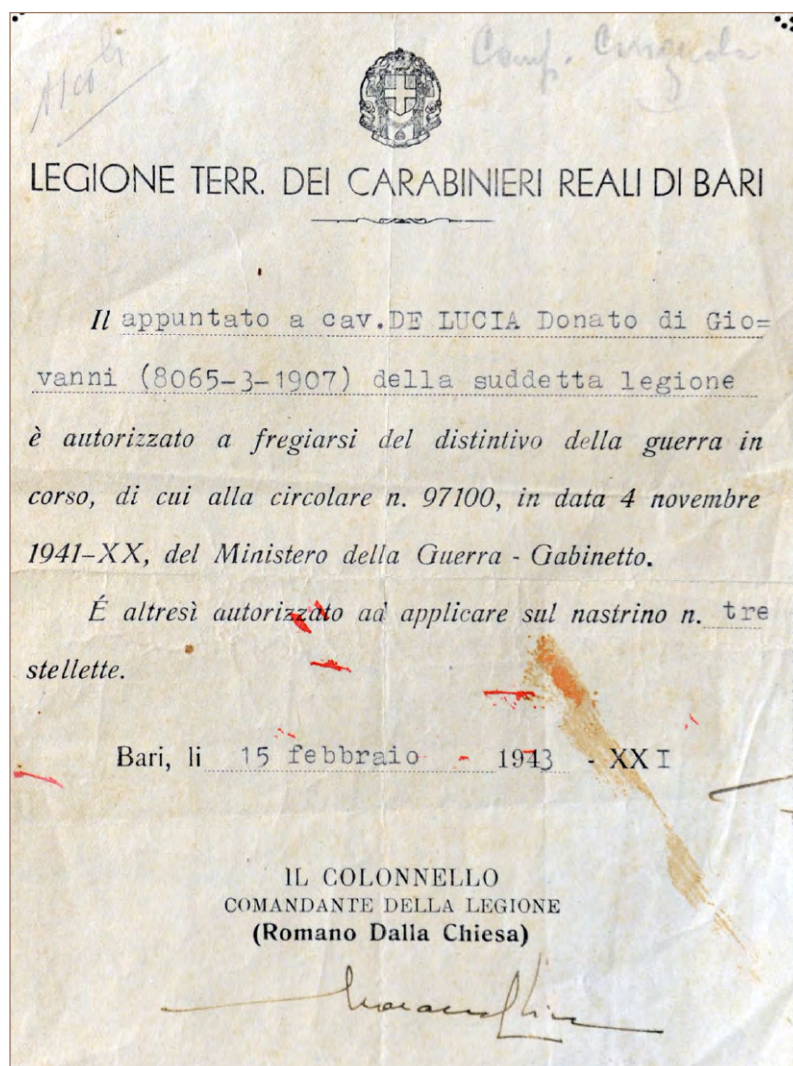 Ascoli
Comp. Cerignola
LEGIONE TERR. DEI CARABINIERI REALI DI BARI
Il appuntato a cav.DE LUCIA Donato di Gio=
vanni (8065-3-1907) della suddetta legione
è autorizzato a fregiarsi del distintivo della guerra in
corso, di cui alla circolare n. 97100, in data 4 novembre
1941-XX, del Ministero della Guerra - Gabinetto.
É altresì autorizzato ad applicare sul nastrino n. tre
stellette.
Bari, li 15 febbraio - 1943 - XXI
IL COLONNELLO
COMANDANTE DELLA LEGIONE
(Romano Dalla Chiesa)